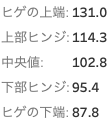 ヒゲの上端: 131.0
上部ヒンジ: 114.3
中央値: 102.8
下部ヒンジ: 95.4
ヒゲの下端: 87.8